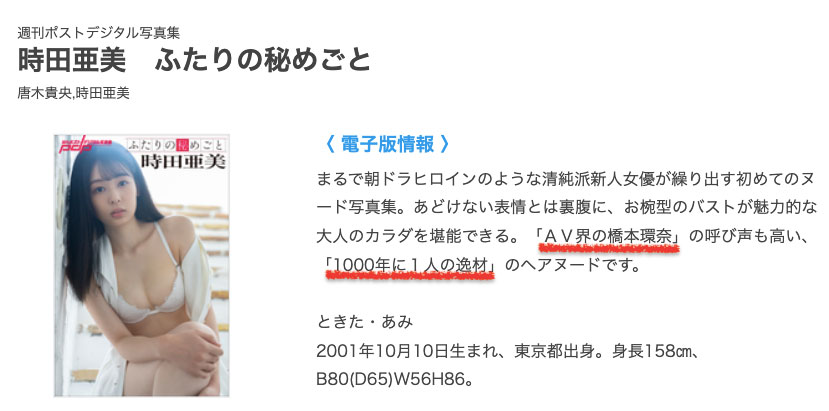 週刊ポストデジタル写真集
時田亜美　ふたりの秘めごと
唐木貴央,時田亜美
ふたりの秘めごと
時田亜美
〈 電子版情報 〉
まるで朝ドラヒロインのような清純派新人女優が繰り出す初めてのヌ
ード写真集。あどけない表情とは裏腹に、お椀型のバストが魅力的な
大人のカラダを堪能できる。「ＡＶ界の橋本環奈」の呼び声も高い、
「1000年に１人の逸材」のヘアヌードです。
ときた・あみ
2001年10月10日生まれ、東京都出身。身長158㎝、
B80(D65)W56H86。